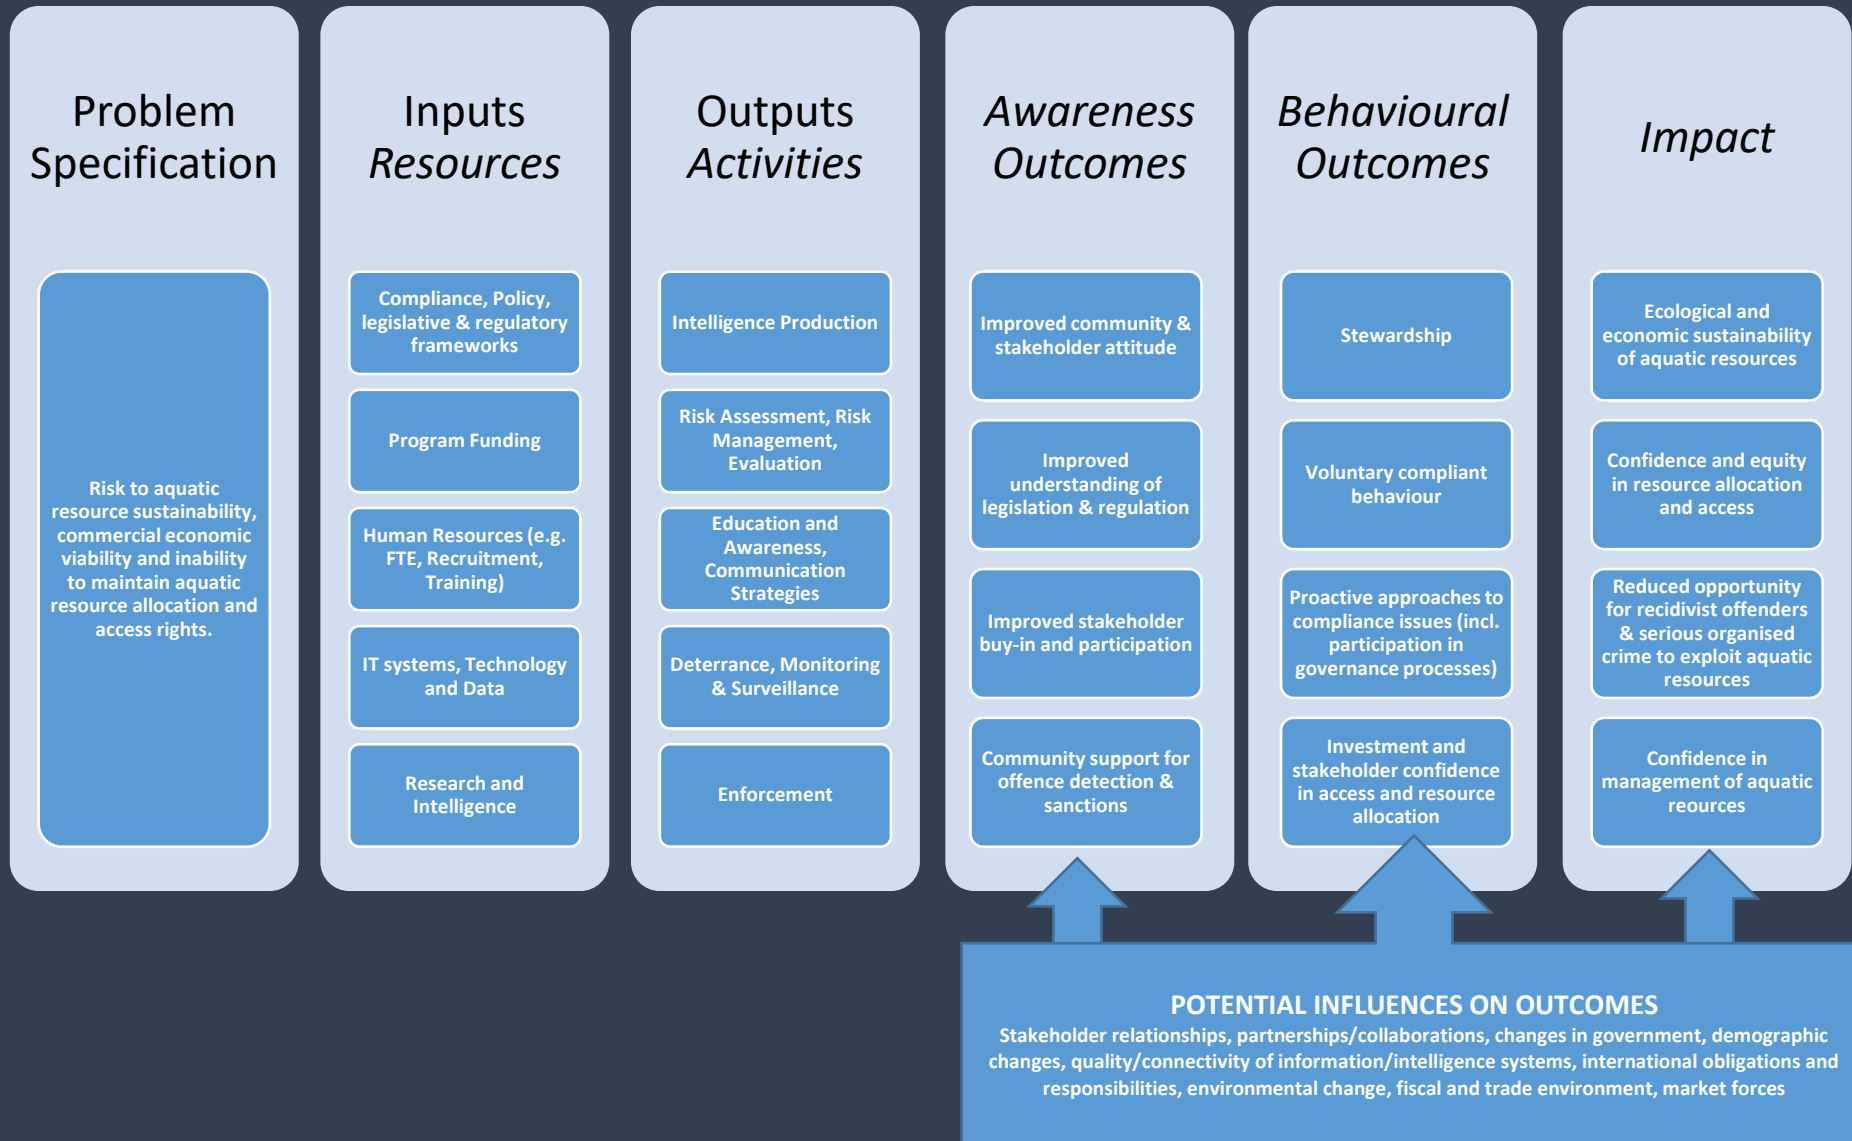 Problem
Specification
Risk to aquatic
resource sustainability,
commercial economic
viability and inability
to maintain aquatic
resource allocation and
access rights.
Inputs
Resources
Compliance, Policy,
legislative & regulatory
frameworks
Program Funding
Human Resources (e.g.
FTE, Recruitment,
Training)
IT systems, Technology
and Data
Research and
Intelligence
Outputs
Activities
Intelligence Production
Risk Assessment, Risk
Management,
Evaluation
Education and
Awareness,
Communication
Strategies
Deterrance, Monitoring
& Surveillance
Enforcement
Awareness
Outcomes
Improved community &
stakeholder attitude
Improved
understanding of
legislation & regulation
Improved stakeholder
buy-in and participation
Community support for
offence detection &
sanctions
Behavioural
Outcomes
Stewardship
Voluntary compliant
behaviour
Proactive approaches to
compliance issues (incl.
participation in
governance processes)
Investment and
stakeholder confidence
in access and resource
allocation
Impact
Ecological and
economic sustainability
of aquatic resources
Confidence and equity
in resource allocation
and access
Reduced opportunity
for recidivist offenders
& serious organised
crime to exploit aquatic
resources
Confidence in
management of aquatic
reources
POTENTIAL INFLUENCES ON OUTCOMES
Stakeholder relationships, partnerships/collaborations, changes in government, demographic
changes, quality/connectivity of information/intelligence systems, international obligations and
responsibilities, environmental change, fiscal and trade environment, market forces